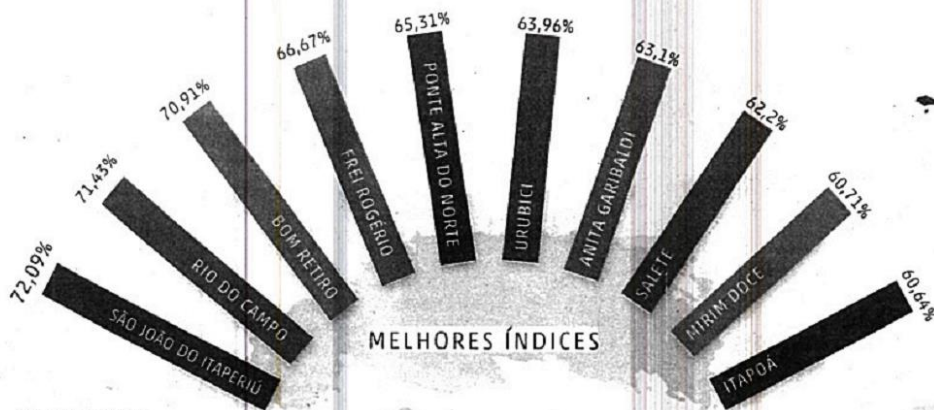 72,09%
SÃO JOÃO DO ITAPERIÚ
71,43%
RIO DO CAMPO
70,91%
BOM RETIRO
66,67%
FREI ROGÉRIO
65,31%
PONTE ALTA DO NORTE
63,96%
URUBICI
63,1%
ANITA GARIBALDI
62,2%
SALETE
60,71%
MIRIM DOCE
60,64%
ITAPOÁ
MELHORES ÍNDICES